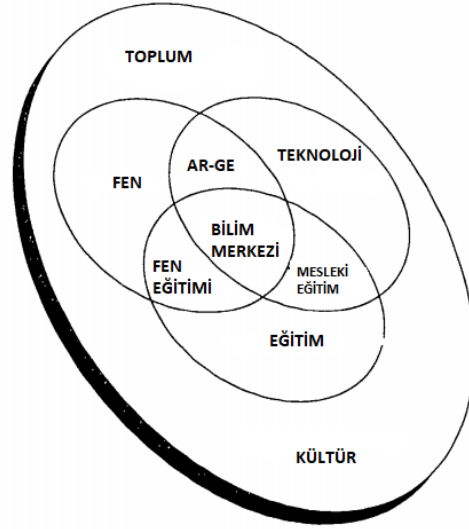 TOPLUM
AR-GE
TEKNOLOJİ
FEN
BİLİM
MERKEZİ
FEN
EĞİTİMİ
MESLEKİ
EĞİTİM
EĞİTİM
KÜLTÜR